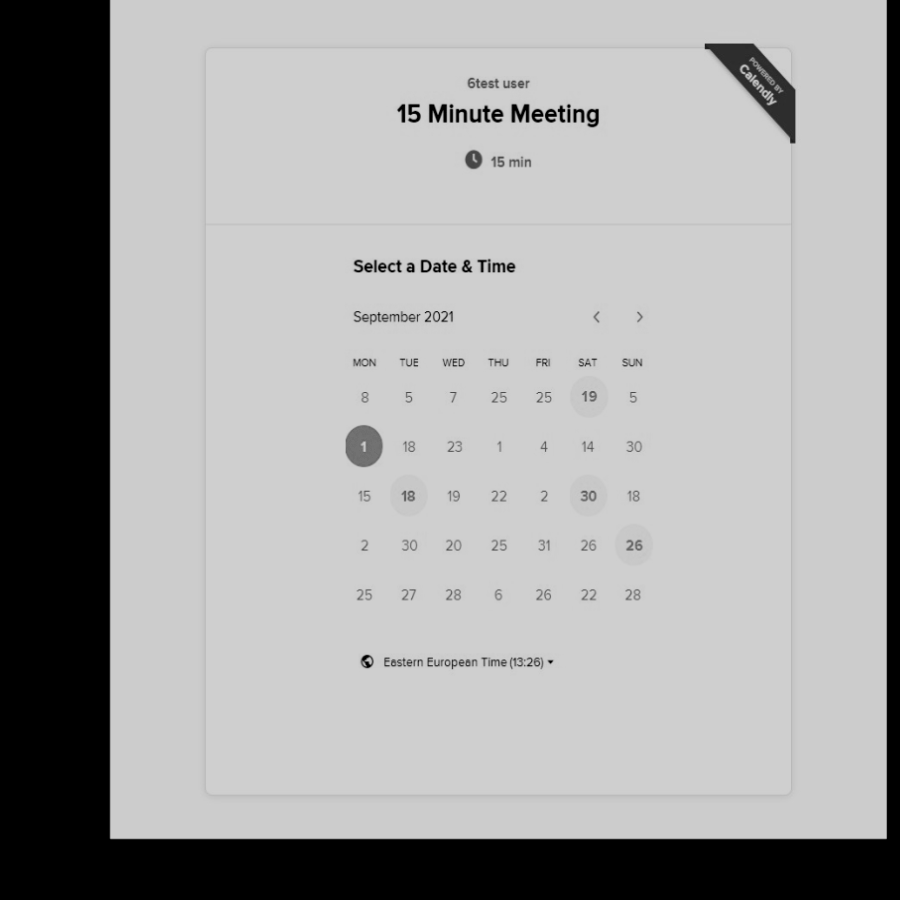 POWERED BY
Calendly
6test user
15 Minute Meeting
15 min
Select a Date & Time
September 2021
MON TUE WED THU FRI SAT SUN
8 5 7 25 25 19 5
1 18 23 1 4 14 30
15 18 19 22 2 30 18
2 30 20 25 31 26 26
25 27 28 6 26 22 28
Eastern European Time (13:26)